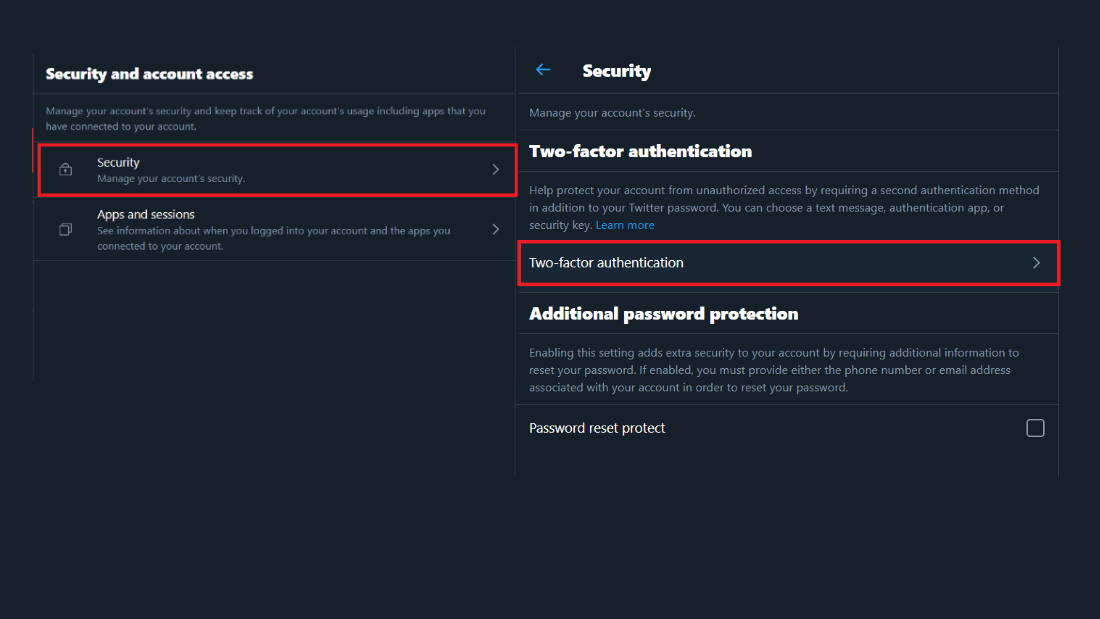 Security and account access
Manage your account's security and keep track of your account's usage including apps that you
have connected to your account.
Security
Manage your account's security.
Apps and sessions
See information about when you logged into your account and the apps you
connected to your account.
Security
Manage your account's security.
Two-factor authentication
Help protect your account from unauthorized access by requiring a second authentication method
in addition to your Twitter password. You can choose a text message, authentication app, or
security key. Learn more
Two-factor authentication
Additional password protection
Enabling this setting adds extra security to your account by requiring additional information to
reset your password. If enabled, you must provide either the phone number or email address
associated with your account in order to reset your password.
Password reset protect